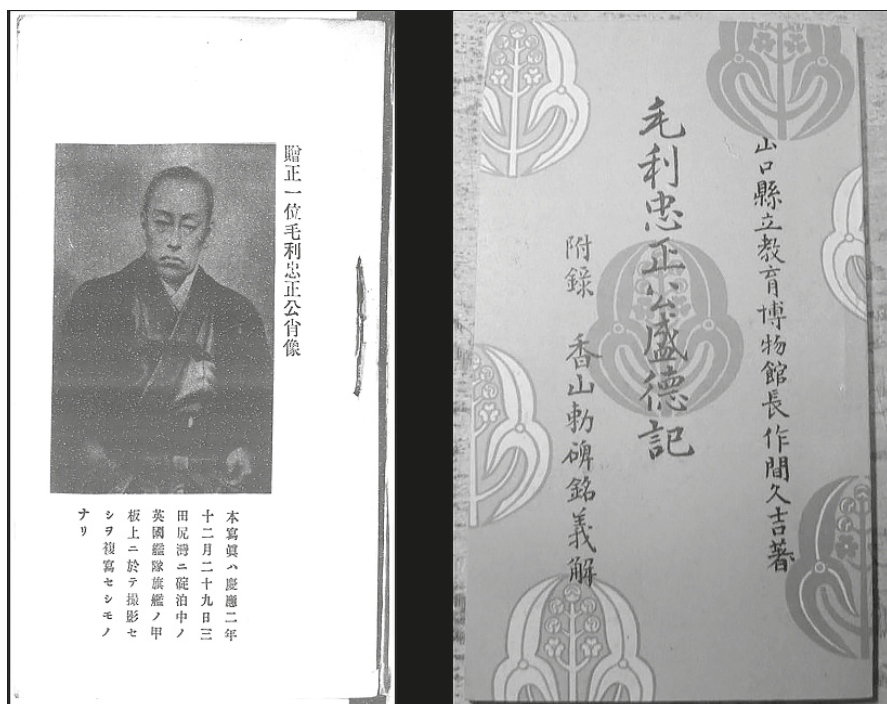 贈正一位毛利忠正公肖像
本寫眞ハ慶應二年
十二月二十九日三
田尻灣ニ碇泊中ノ
英國艦隊旗艦ノ甲
板上ニ於テ撮影セ
シヲ複寫セシモノ
ナリ
山口縣立教育博物館長作間久吉著
毛利忠正公盛德記
附錄 香山勅碑銘義解